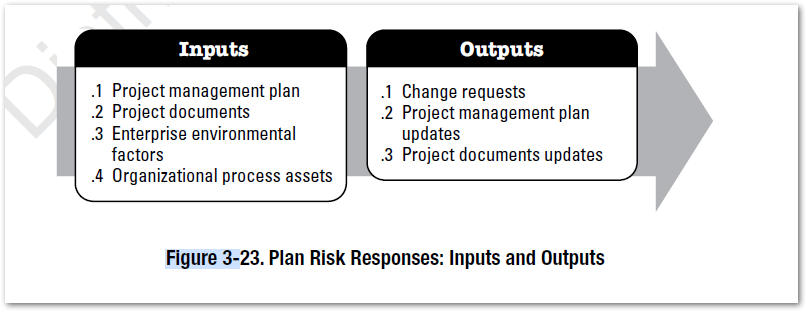 Inputs
.1 Project management plan
.2 Project documents
.3 Enterprise environmental
factors
.4 Organizational process assets
Outputs
.1 Change requests
.2 Project management plan
updates
.3 Project documents updates
Figure 3-23. Plan Risk Responses: Inputs and Outputs